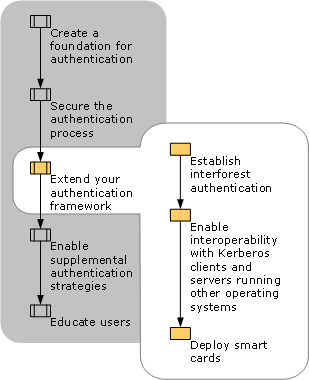 Create a
foundation for
authentication
Secure the
authentication
process
Extend your
authentication
framework
Enable
supplemental
authentication
strategies
Educate users
Establish
interforest
authentication
Enable
interoperability
with Kerberos
clients and
servers running
other operating
systems
Deploy smart
cards